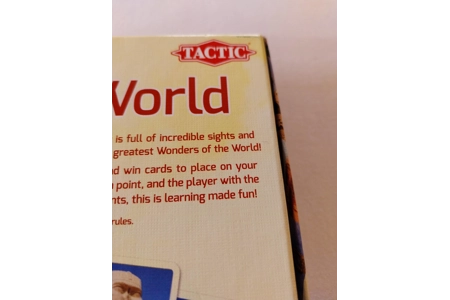 TACTIC
World
is full of incredible sights and
greatest Wonders of the World!
win cards to place on your
point, and the player with the
this is learning made fun!
rules.